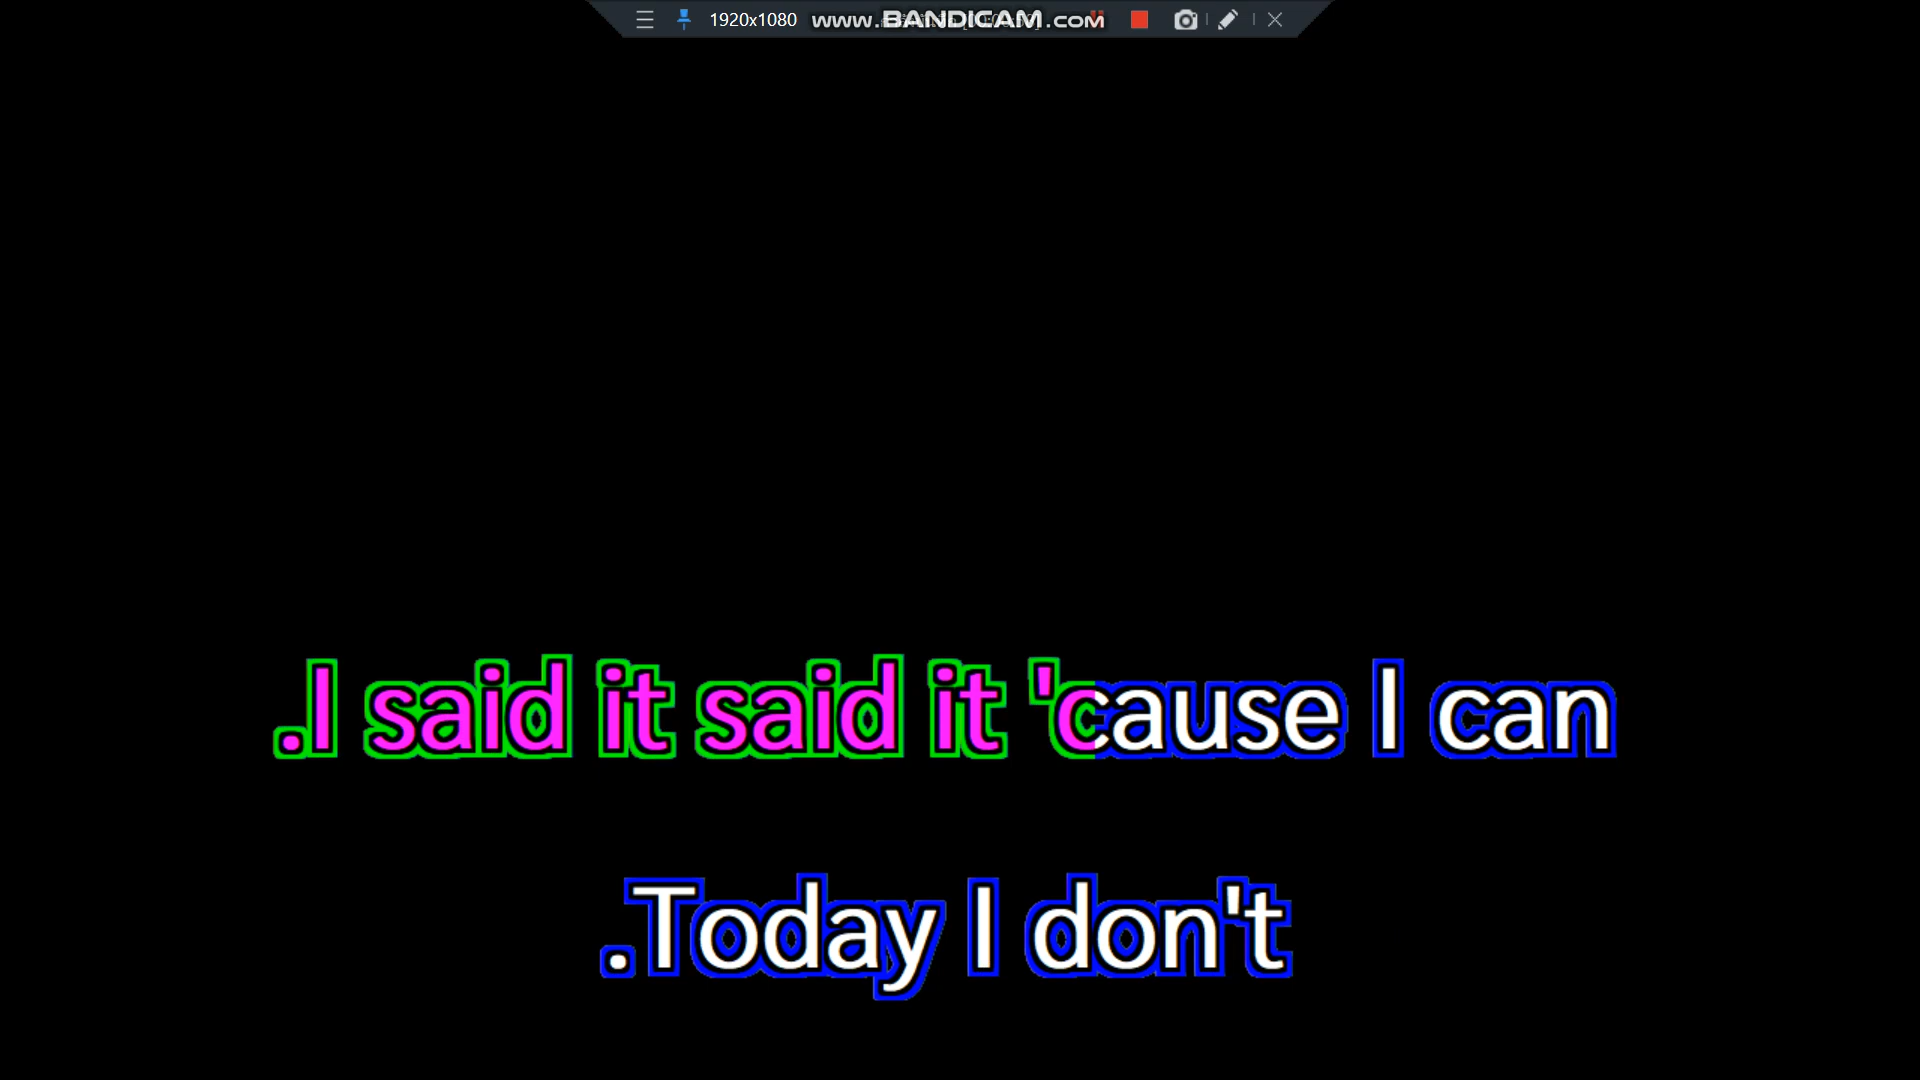 1920x1080 www.BANDICAM.com
.I said it said it 'cause I can
.Today I don't